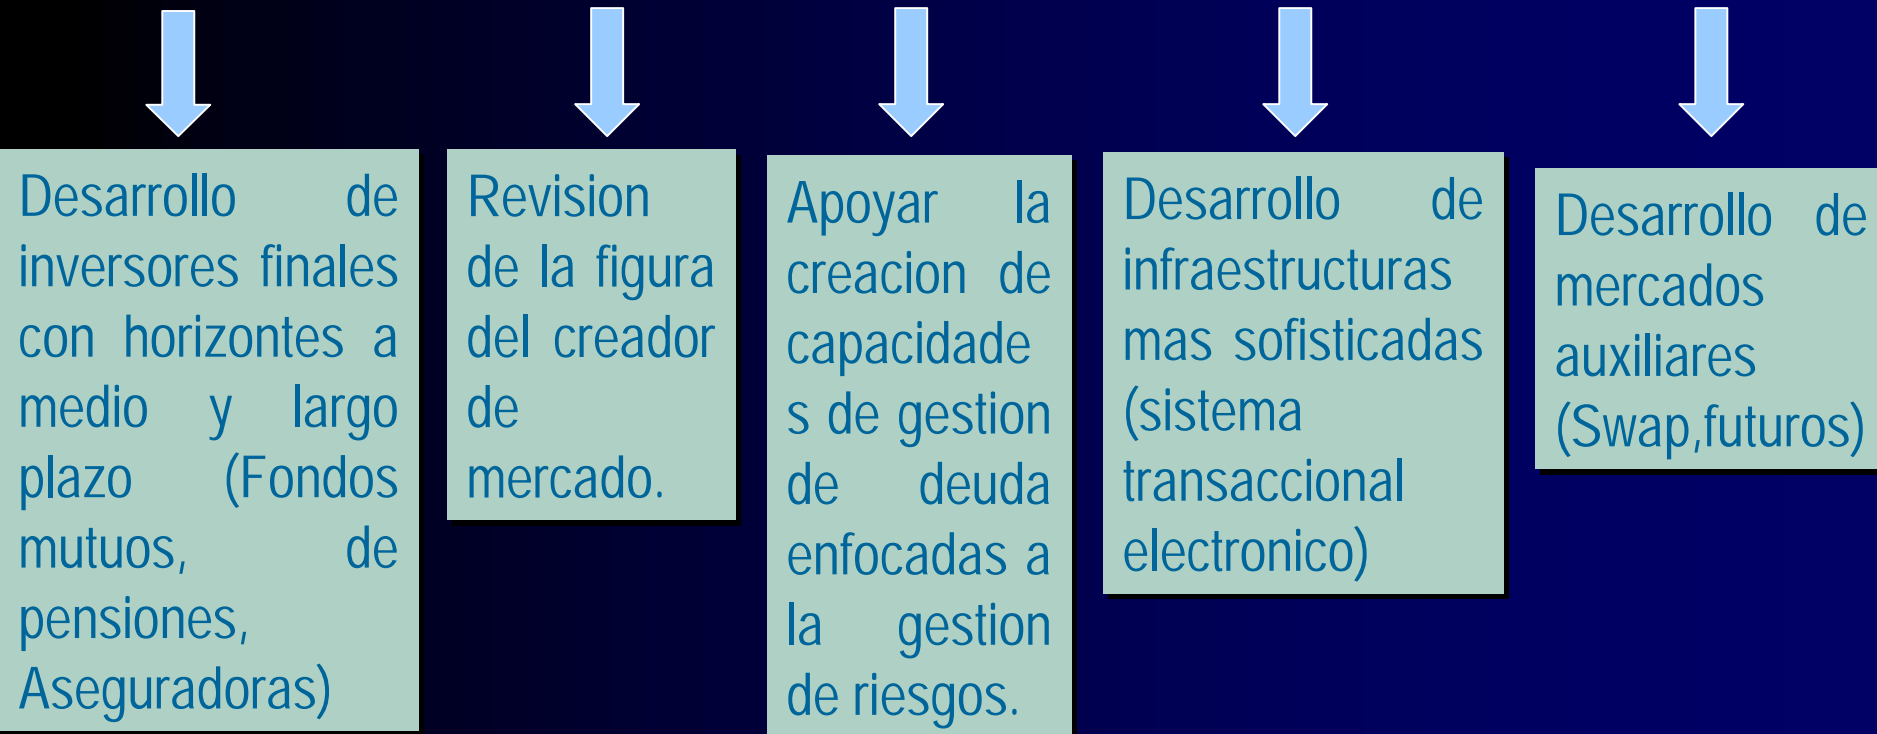 Desarrollo de
inversores finales
con horizontes a
medio y largo
plazo (Fondos
mutuos, de
pensiones,
Aseguradoras)
Revision
de la figura
del creador
de
mercado.
Apoyar la
creacion de
capacidade
s de gestion
de deuda
enfocadas a
la gestion
de riesgos.
Desarrollo de
infraestructuras
mas sofisticadas
(sistema
transaccional
electronico)
Desarrollo de
mercados
auxiliares
(Swap,futuros)